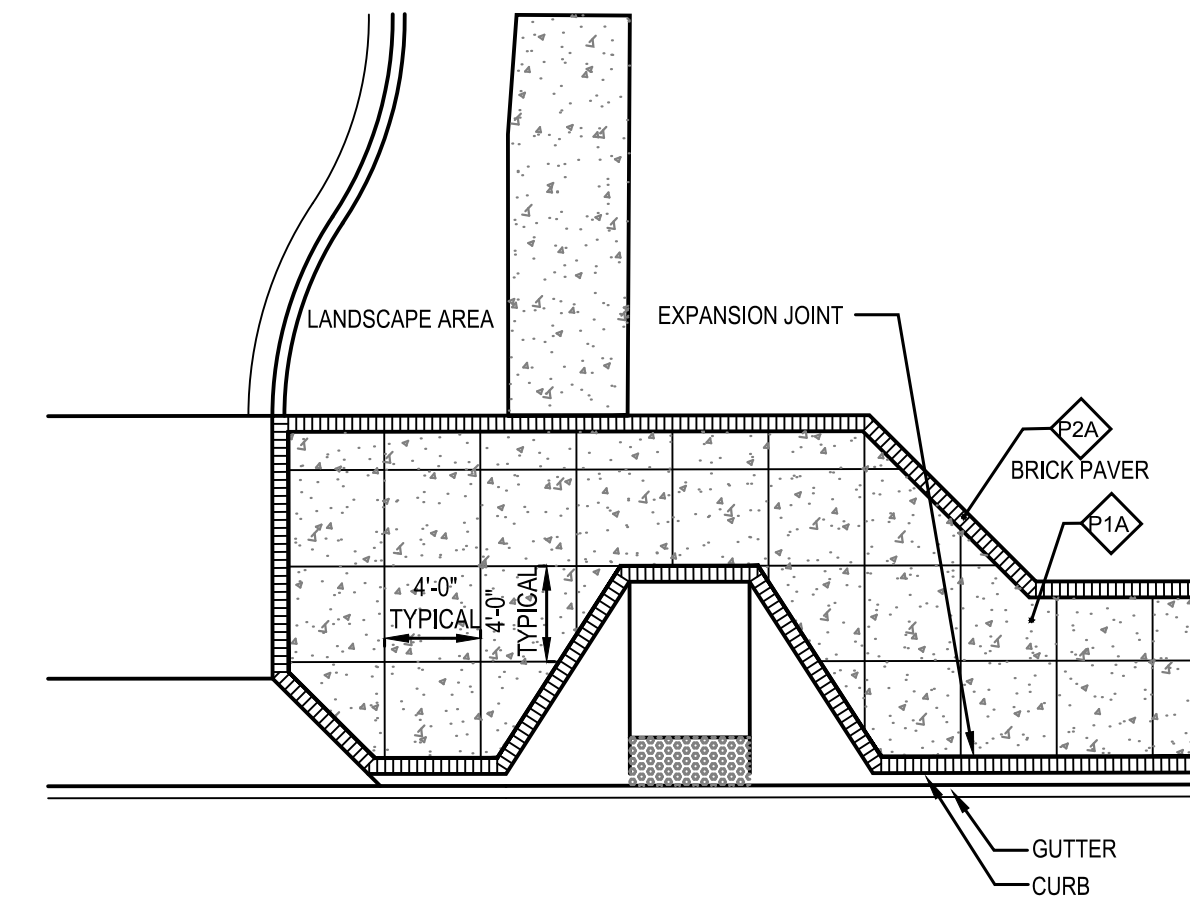 LANDSCAPE AREA
EXPANSION JOINT
P2A
BRICK PAVER
P1A
4'-0"
TYPICAL
4'-0"
TYPICAL
GUTTER
CURB